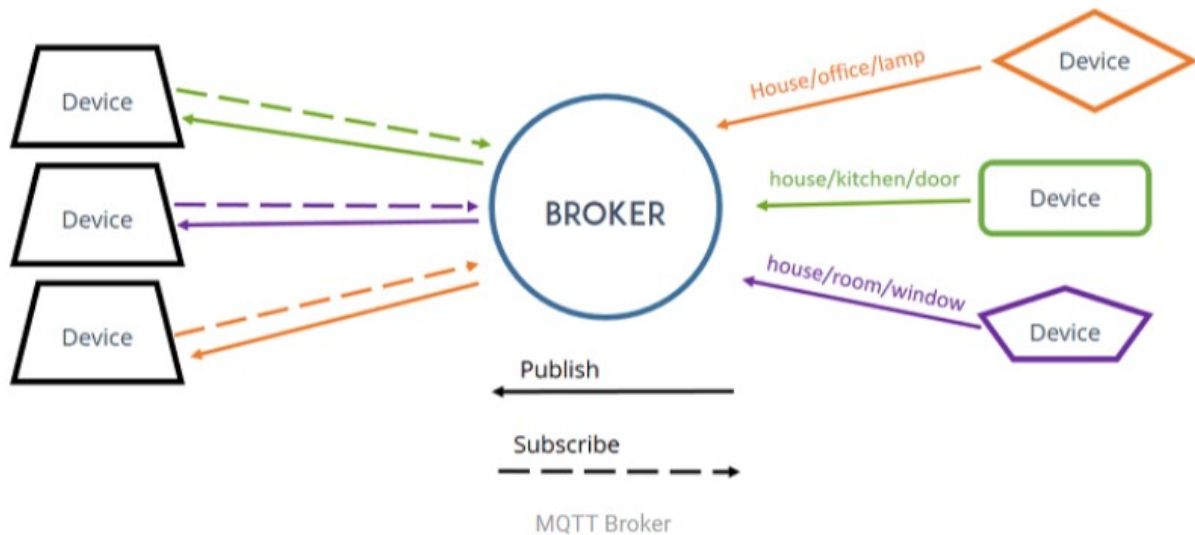 Device
Device
Device
BROKER
House/office/lamp
house/kitchen/door
house/room/window
Device
Device
Device
Publish
Subscribe
MQTT Broker